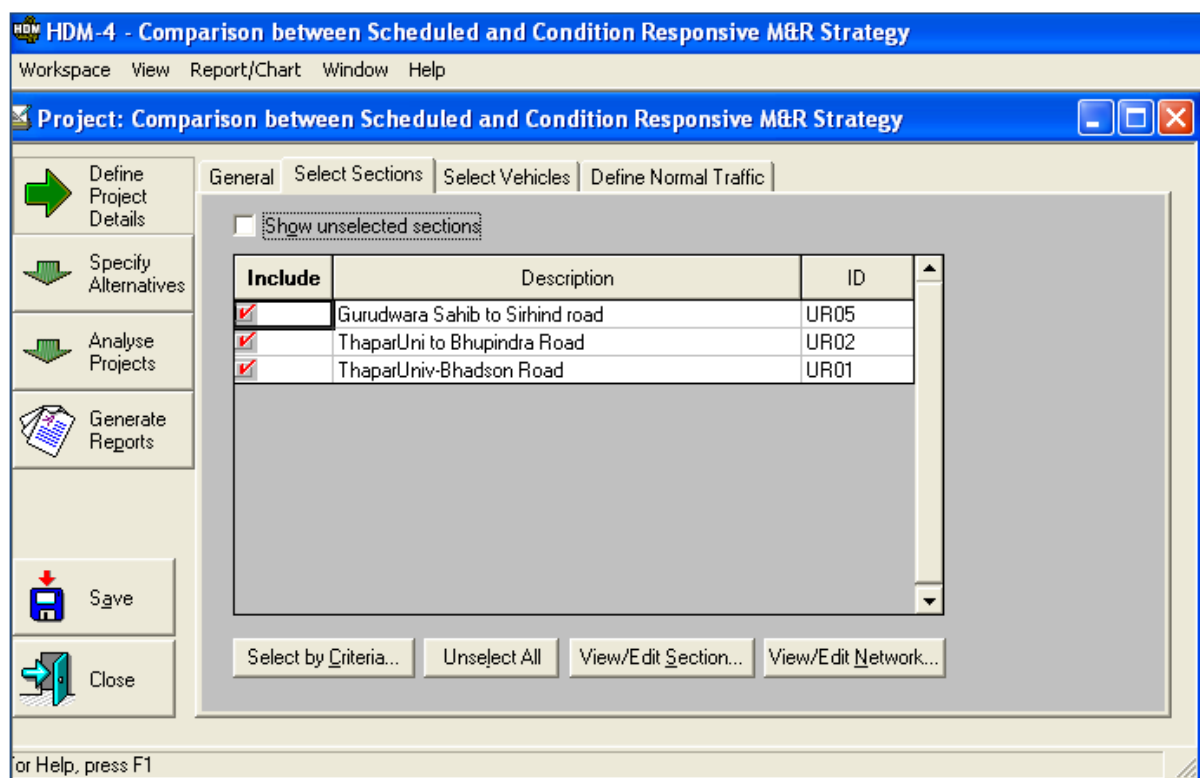 HDM-4 - Comparison between Scheduled and Condition Responsive M&R Strategy
Workspace View Report/Chart Window Help
Project: Comparison between Scheduled and Condition Responsive M&R Strategy
Define
Project
Details
Specify
Alternatives
Analyse
Projects
Generate
Reports
Save
Close
General Select Sections Select Vehicles Define Normal Traffic
Show unselected sections
Include Description ID
Gurudwara Sahib to Sirhind road UR05
ThaparUni to Bhupindra Road UR02
ThaparUniv-Bhadson Road UR01
Select by Criteria... Unselect All View/Edit Section... View/Edit Network...
or Help, press F1